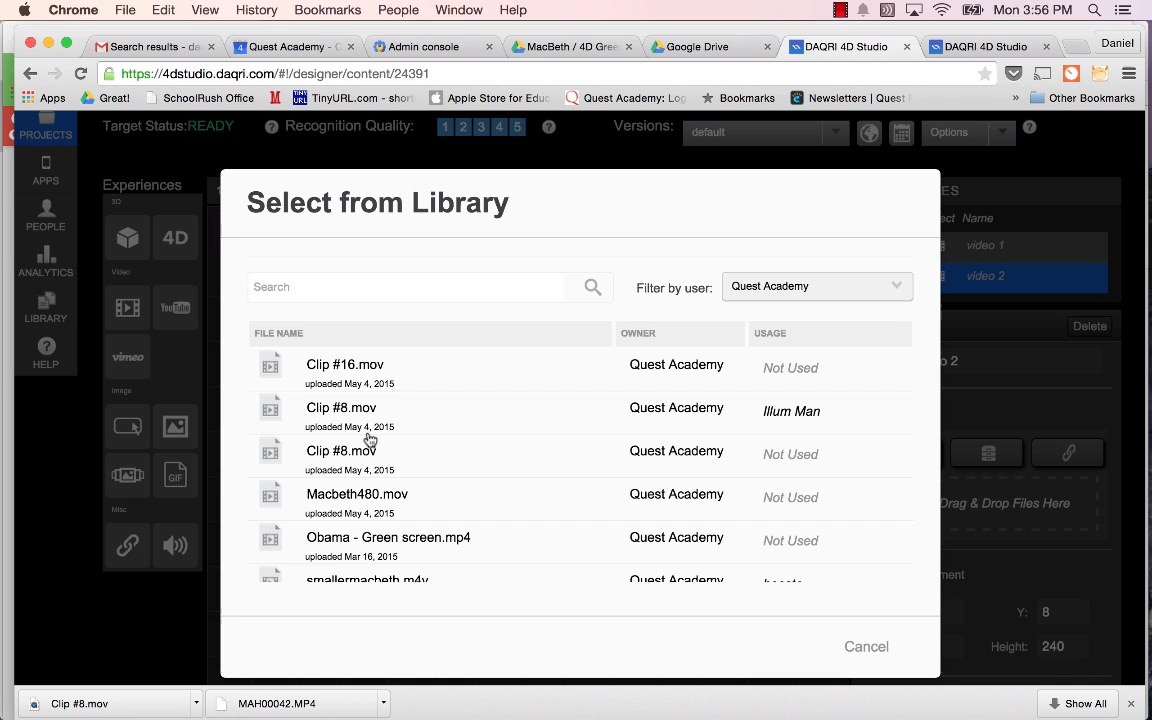 Chrome File Edit View History Bookmarks People Window Help Mon 3:56 PM
Search results - da Quest Academy - C Admin console MacBeth / 4D Gree Google Drive DAQRI 4D Studio DAQRI 4D Studio Daniel
https://4dstudio.daqri.com/#!/designer/content/24391
Apps Great! SchoolRush Office TinyURL.com - short Apple Store for Educ Quest Academy: Log Bookmarks Newsletters | Quest » Other Bookmarks
PROJECTS
Target Status:READY Recognition Quality: 1 2 3 4 5 Versions: default Options
APPS
PEOPLE
ANALYTICS
LIBRARY
HELP
Experiences
3D
4D
Video
YouTube
vimeo
Image
GIF
Misc
Select from Library
Search Filter by user: Quest Academy
FILE NAME OWNER USAGE
Clip #16.mov Quest Academy Not Used
uploaded May 4, 2015
Clip #8.mov Quest Academy Illum Man
uploaded May 4, 2015
Clip #8.mov Quest Academy Not Used
uploaded May 4, 2015
Macbeth480.mov Quest Academy Not Used
uploaded May 4, 2015
Obama - Green screen.mp4 Quest Academy Not Used
uploaded Mar 16, 2015
smallermacbeth.m4v Quest Academy
Cancel
ES
ect Name
video 1
video 2
Delete
o 2
Drag & Drop Files Here
ment
Y: 8
Height: 240
Clip #8.mov MAH00042.MP4 Show All